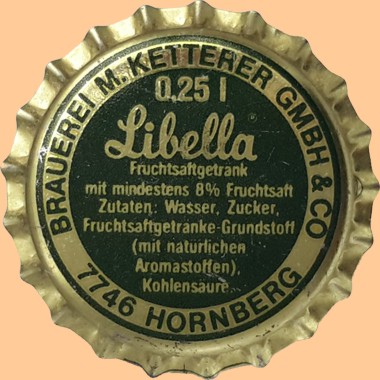 BRAUEREI M. KETTERER GMBH & CO
0,25 l
Libella
Fruchtsaftgetränk
mit mindestens 8% Fruchtsaft
Zutaten: Wasser, Zucker,
Fruchtsaftgetränke-Grundstoff
(mit natürlichen
Aromastoffen),
Kohlensäure.
7746 HORNBERG